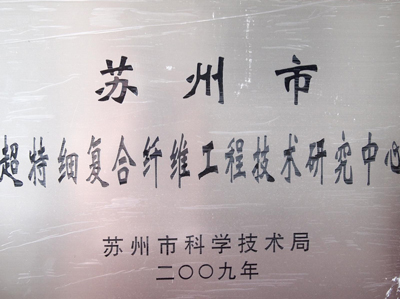 苏州市
超特细复合纤维工程技术研究中心
苏州市科学技术局
二〇〇九年